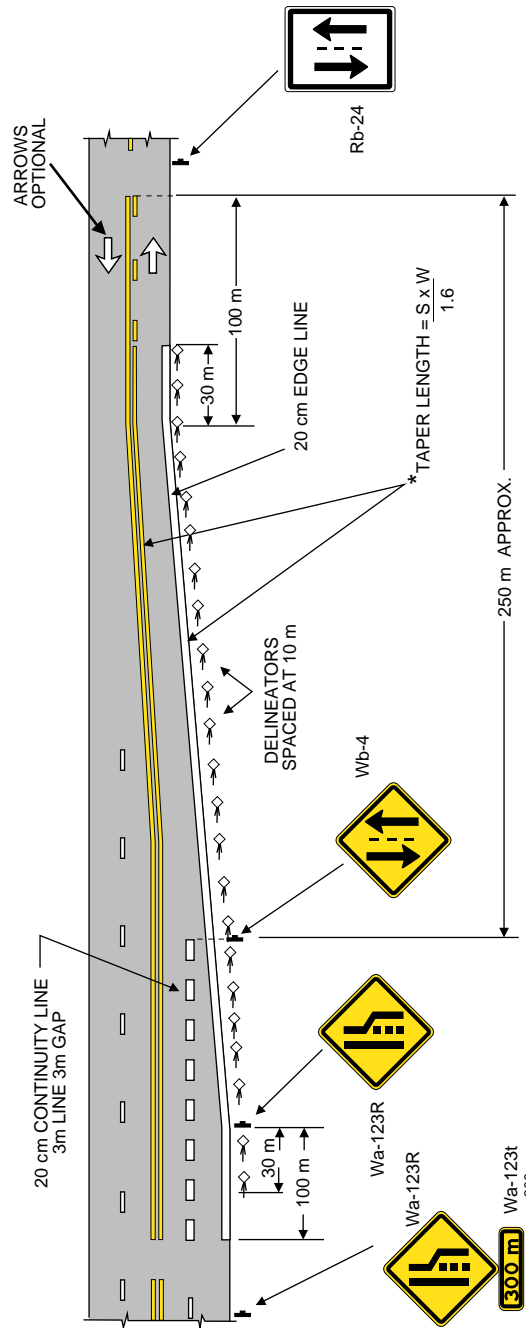 ARROWS
OPTIONAL
Rb-24
100 m
30 m
20 cm EDGE LINE
*TAPER LENGTH = S x W
1.6
250 m APPROX.
DELINEATORS
SPACED AT 10 m
Wb-4
20 cm CONTINUITY LINE
3m LINE 3m GAP
Wa-123R
30 m
100 m
Wa-123R
Wa-123t
300 m